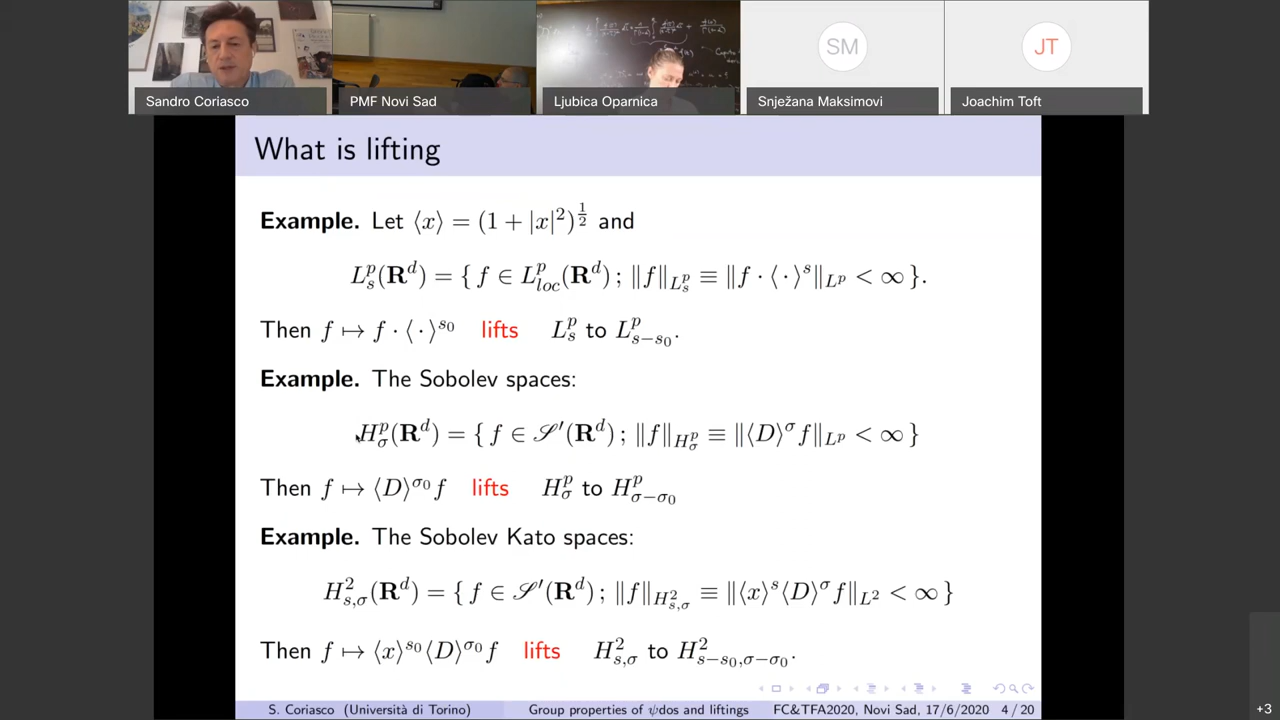 SM
JT
Sandro Coriasco
PMF Novi Sad
Ljubica Oparnica
Snježana Maksimovi
Joachim Toft
What is lifting
Example. Let ⟨x⟩ = (1 + |x|²)^{1/2} and
L^p_s(R^d) = { f ∈ L^p_{loc}(R^d) ; ‖f‖_{L^p_s} ≡ ‖f · ⟨ · ⟩^s‖_{L^p} < ∞ }.
Then f ↦ f · ⟨ · ⟩^{s_0} lifts L^p_s to L^p_{s−s_0}.
Example. The Sobolev spaces:
H^p_σ(R^d) = { f ∈ 𝒮′(R^d) ; ‖f‖_{H^p_σ} ≡ ‖⟨D⟩^σ f‖_{L^p} < ∞ }
Then f ↦ ⟨D⟩^{σ_0} f lifts H^p_σ to H^p_{σ−σ_0}
Example. The Sobolev Kato spaces:
H^2_{s,σ}(R^d) = { f ∈ 𝒮′(R^d) ; ‖f‖_{H^2_{s,σ}} ≡ ‖⟨x⟩^s⟨D⟩^σ f‖_{L^2} < ∞ }
Then f ↦ ⟨x⟩^{s_0}⟨D⟩^{σ_0} f lifts H^2_{s,σ} to H^2_{s−s_0,σ−σ_0}.
S. Coriasco (Università di Torino) Group properties of ψdos and liftings FC&TFA2020, Novi Sad, 17/6/2020 4 / 20
+3